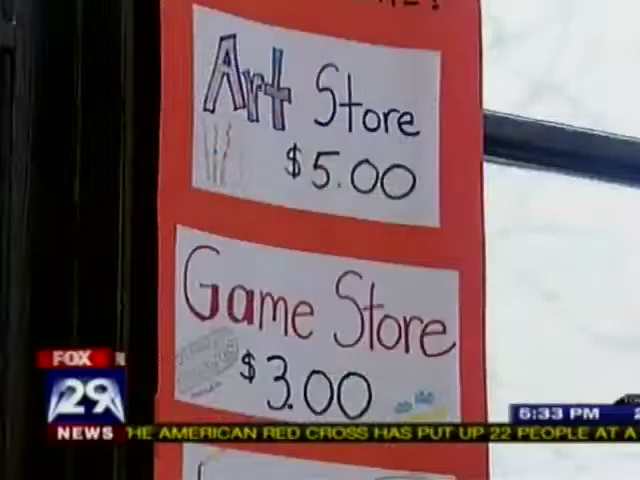 Art Store
$5.00
Game Store
$3.00
FOX
29
NEWS
5:33 PM
HE AMERICAN RED CROSS HAS PUT UP 22 PEOPLE AT A